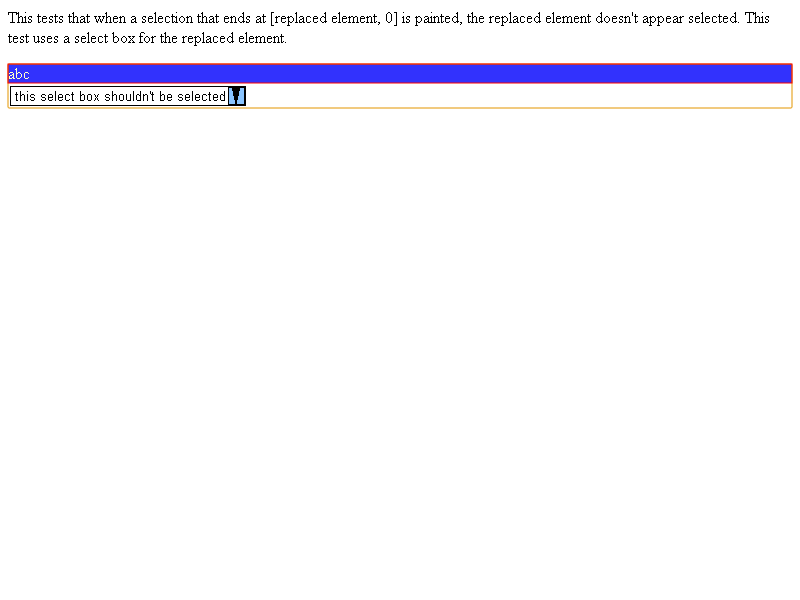 This tests that when a selection that ends at [replaced element, 0] is painted, the replaced element doesn't appear selected. This
test uses a select box for the replaced element.
abc
this select box shouldn't be selected